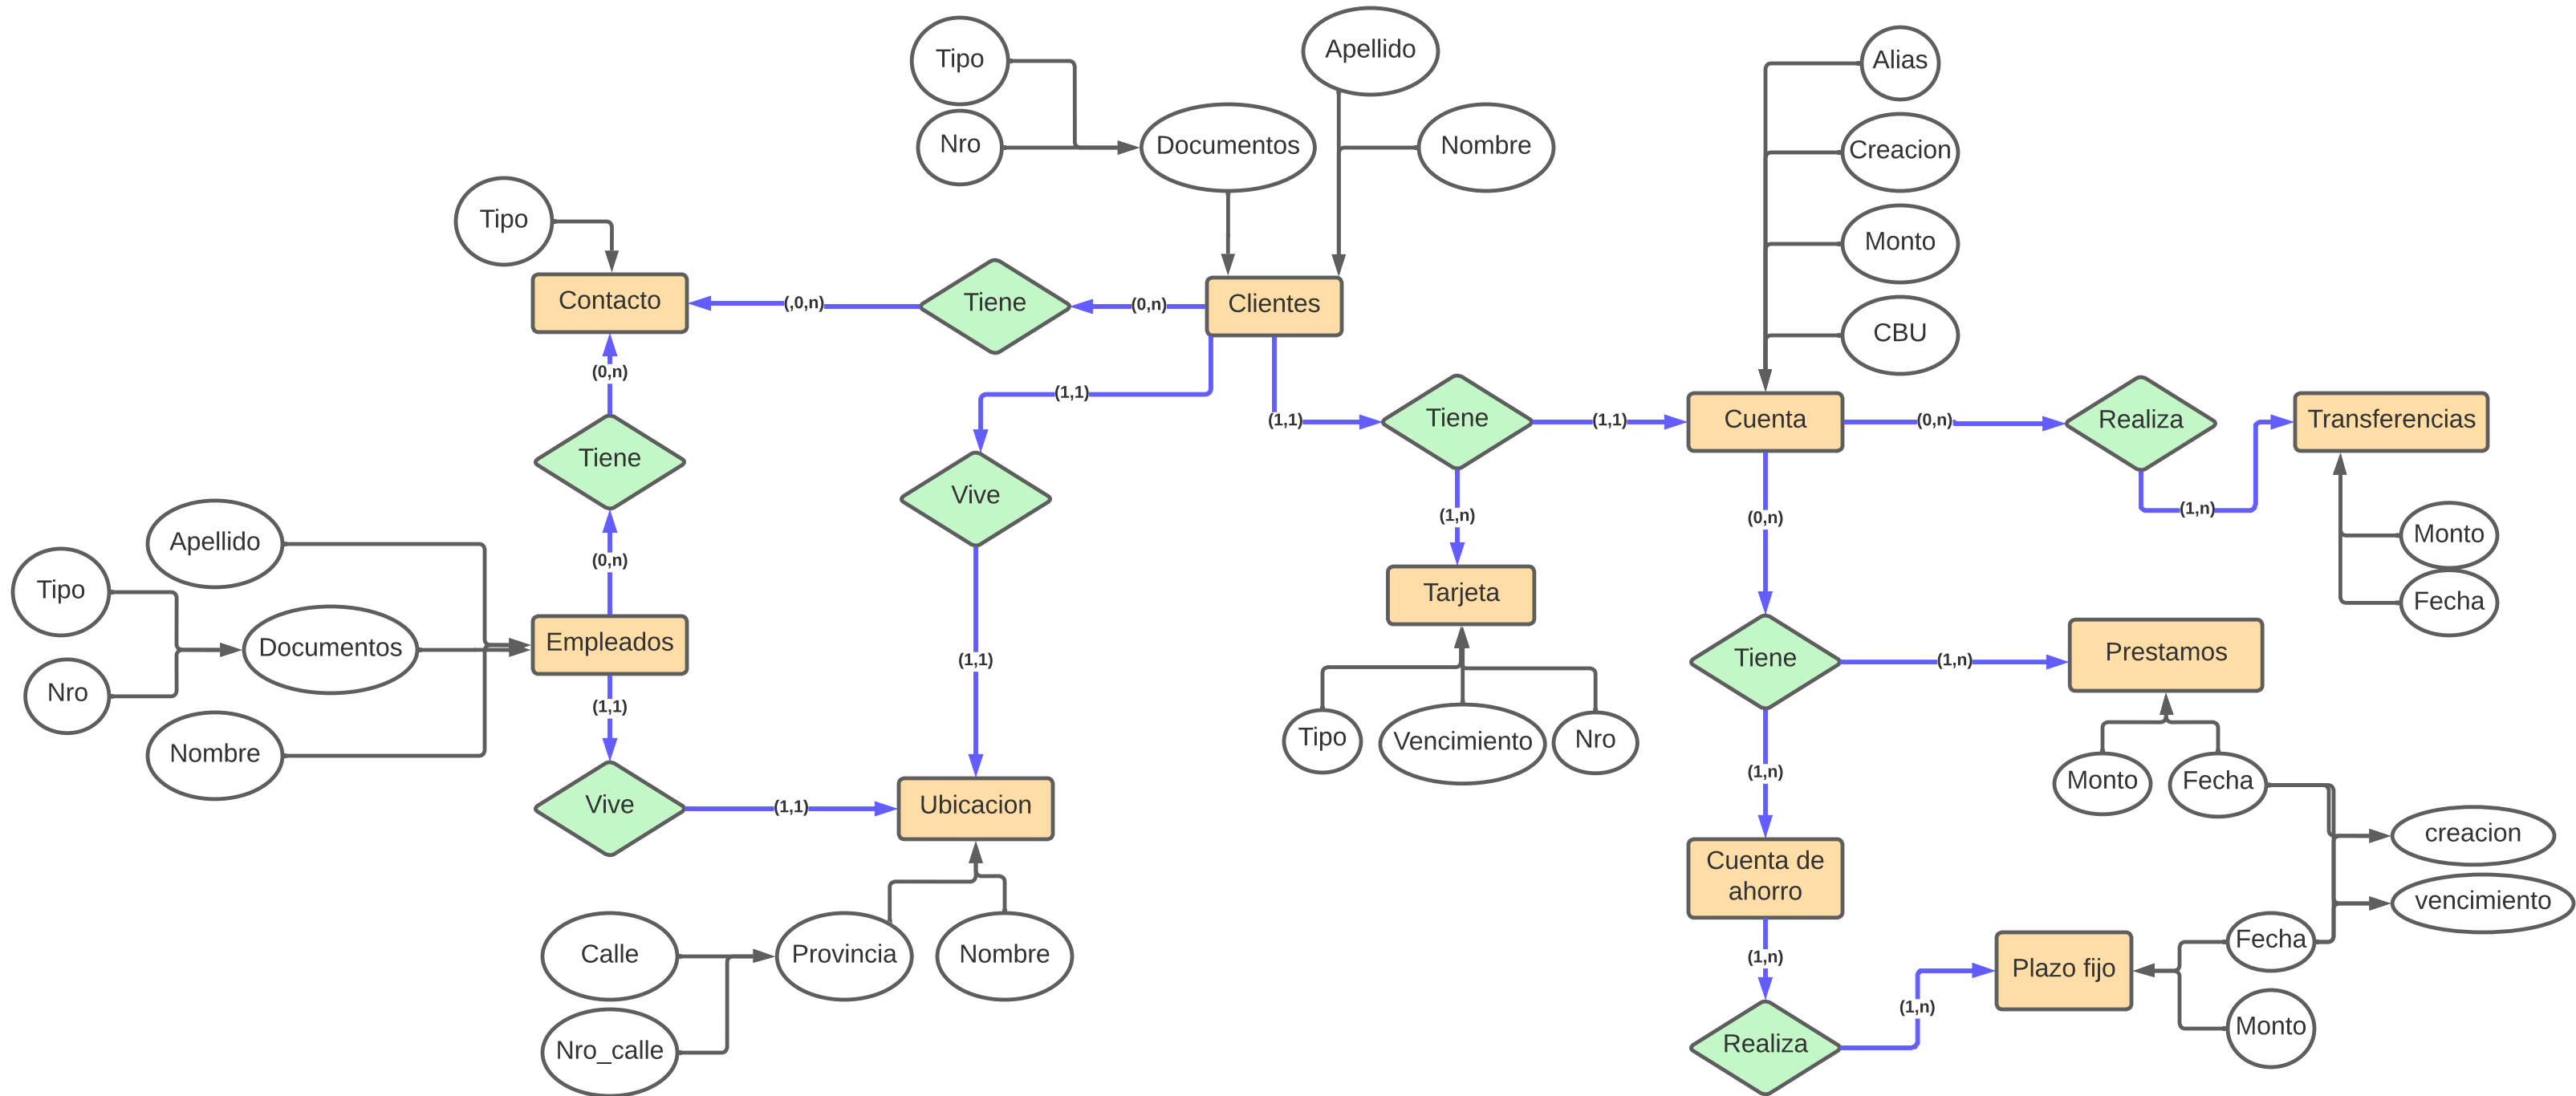 Tipo
Apellido
Alias
Nro
Documentos
Nombre
Creacion
Tipo
Monto
Contacto
(,0,n)
Tiene
(0,n)
Clientes
CBU
(0,n)
(1,1)
(1,1)
Tiene
(1,1)
Cuenta
(0,n)
Realiza
Transferencias
Tiene
Vive
(1,n)
(0,n)
(1,n)
Apellido
(0,n)
Monto
Tipo
Tarjeta
Fecha
Documentos
Empleados
(1,1)
Tiene
(1,n)
Prestamos
Nro
(1,1)
Nombre
Tipo
Vencimiento
Nro
Monto
Fecha
(1,n)
Vive
(1,1)
Ubicacion
creacion
Cuenta de
ahorro
vencimiento
Calle
Provincia
Nombre
(1,n)
Fecha
Plazo fijo
(1,n)
Monto
Nro_calle
Realiza